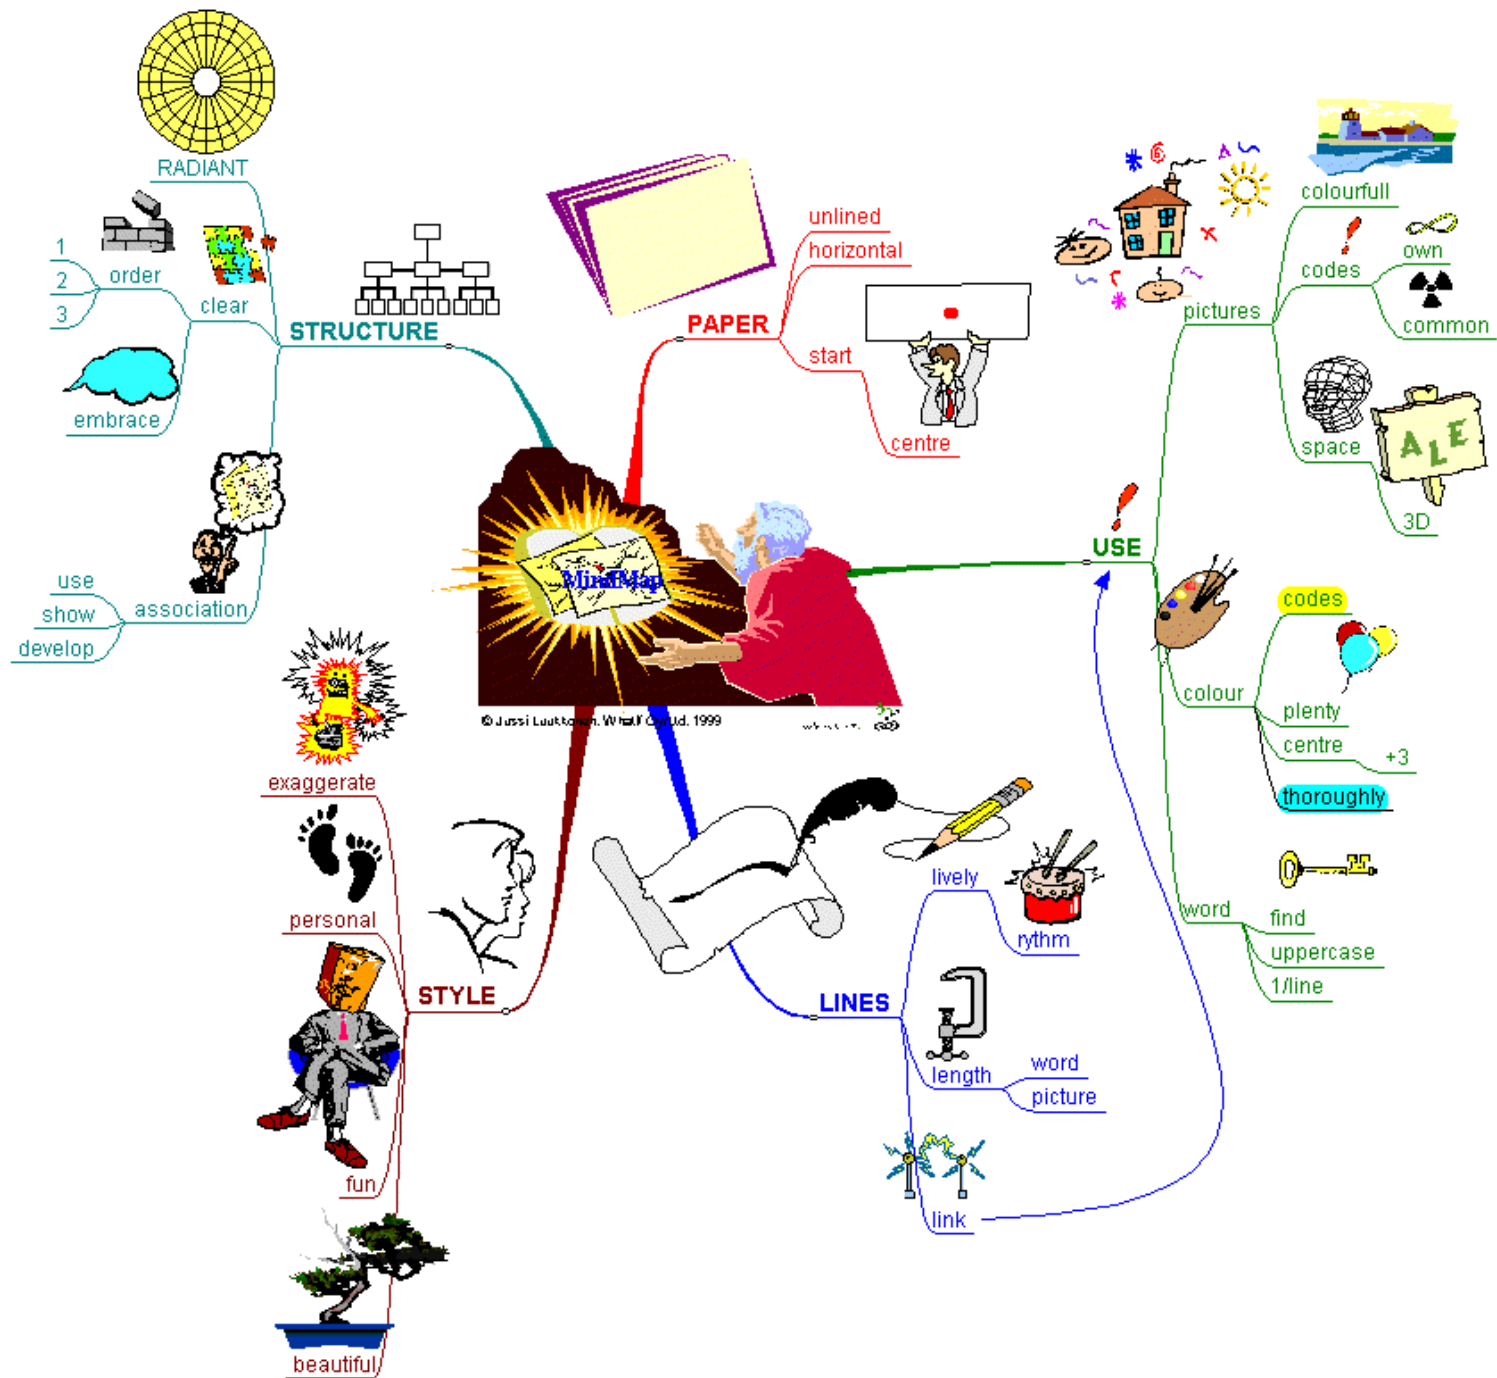 RADIANT
1
2
3
order
clear
embrace
STRUCTURE
association
use
show
develop
PAPER
unlined
horizontal
start
centre
USE
pictures
colourfull
codes
own
common
space
ALE
3D
colour
codes
plenty
centre
+3
thoroughly
word
find
uppercase
1/line
MindMap
© Jussi Luukkonen, WhatIf Oy/Ltd. 1999
LINES
lively
rythm
length
word
picture
link
STYLE
exaggerate
personal
fun
beautiful